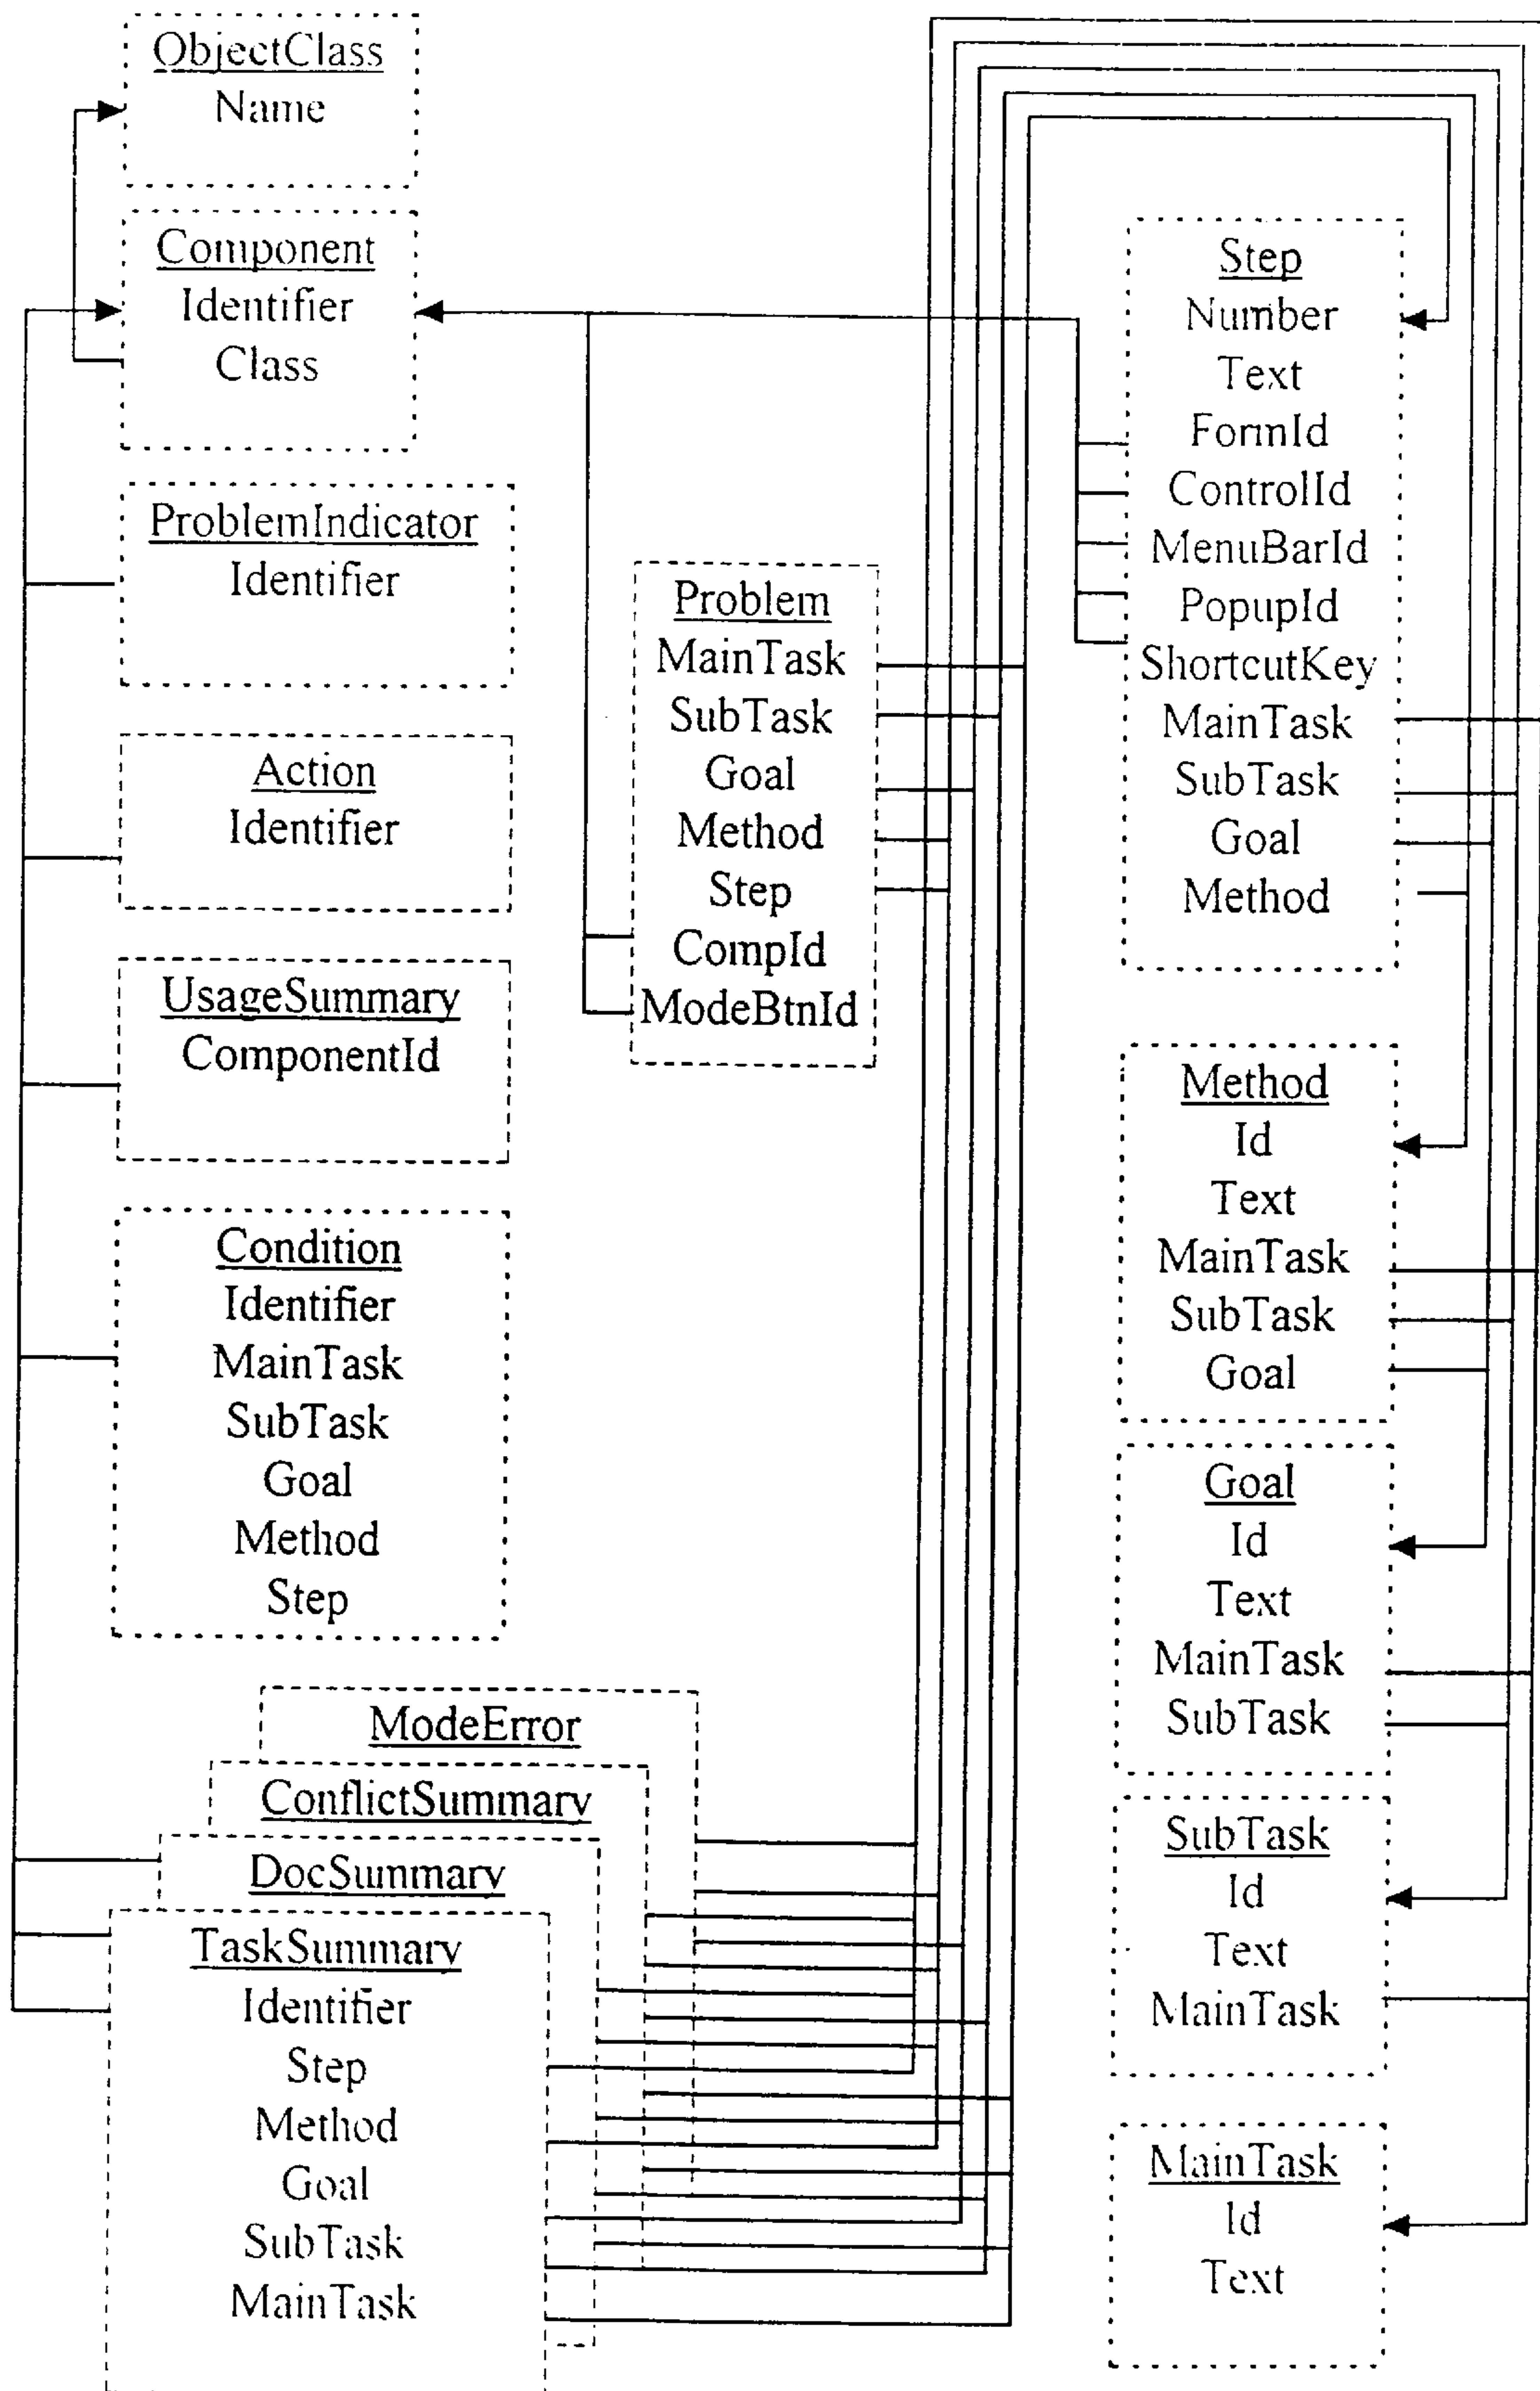 ObjectClass
Name
Component
Identifier
Class
ProblemIndicator
Identifier
Action
Identifier
UsageSummary
ComponentId
Condition
Identifier
MainTask
SubTask
Goal
Method
Step
ModeError
ConflictSummary
DocSummary
TaskSummary
Identifier
Step
Method
Goal
SubTask
MainTask
Problem
MainTask
SubTask
Goal
Method
Step
CompId
ModeBtnId
Step
Number
Text
FormId
ControlId
MenuBarId
PopupId
ShortcutKey
MainTask
SubTask
Goal
Method
Method
Id
Text
MainTask
SubTask
Goal
Goal
Id
Text
MainTask
SubTask
SubTask
Id
Text
MainTask
MainTask
Id
Text